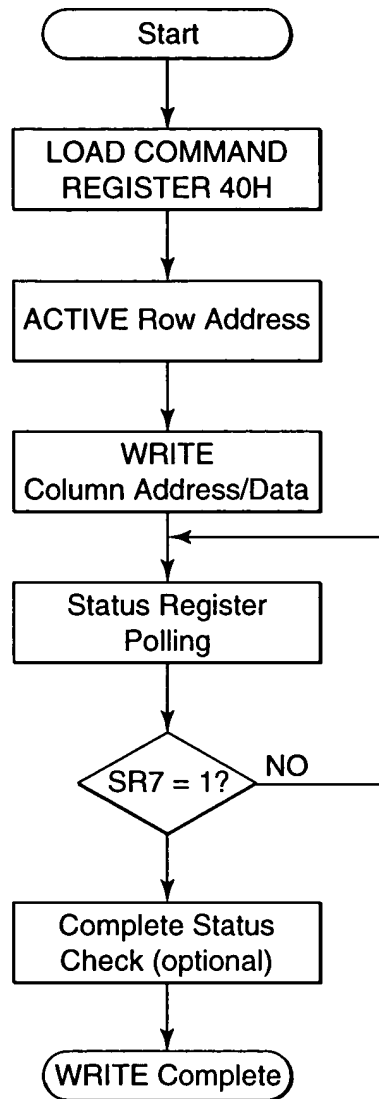 Start
LOAD COMMAND
REGISTER 40H
ACTIVE Row Address
WRITE
Column Address/Data
Status Register
Polling
SR7 = 1?
NO
Complete Status
Check (optional)
WRITE Complete